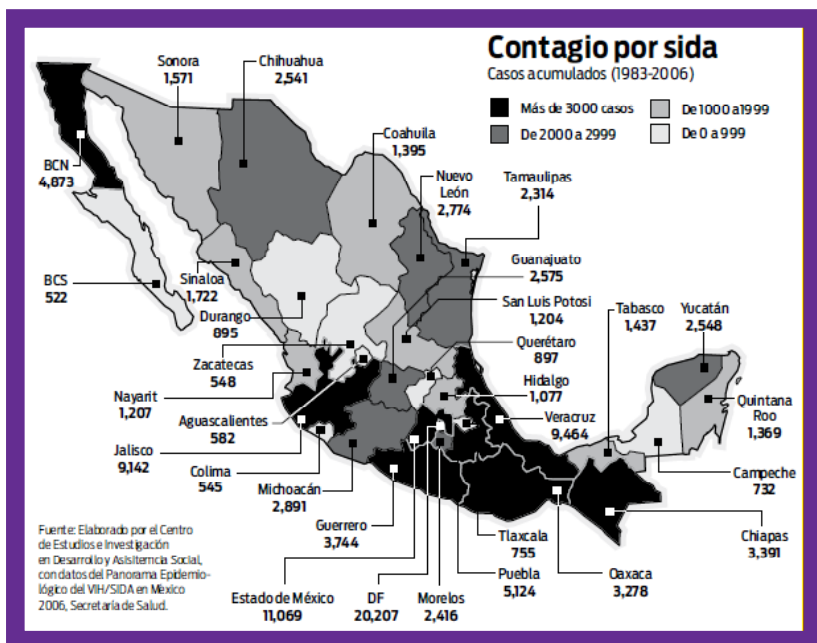 Contagio por sida
Casos acumulados (1983-2006)
Más de 3000 casos
De 1000 a 1999
De 2000 a 2999
De 0 a 999
Sonora
1,571
Chihuahua
2,541
Coahuila
1,395
BCN
4,873
Nuevo
León
2,774
Tamaulipas
2,314
BCS
522
Sinaloa
1,722
Guanajuato
2,575
Durango
895
San Luis Potosi
1,204
Tabasco
1,437
Yucatán
2,548
Zacatecas
548
Querétaro
897
Nayarit
1,207
Hidalgo
1,077
Quintana
Roo
1,369
Aguascalientes
582
Veracruz
9,464
Jalisco
9,142
Colima
545
Campeche
732
Michoacán
2,891
Guerrero
3,744
Tlaxcala
755
Chiapas
3,391
Estado de México
11,069
DF
20,207
Morelos
2,416
Puebla
5,124
Oaxaca
3,278
Fuente: Elaborado por el Centro
de Estudios e Investigación
en Desarrollo y Asisitemcia Social,
con datos del Panorama Epidemio-
lógico del VIH/SIDA en México
2006, Secretaría de Salud.